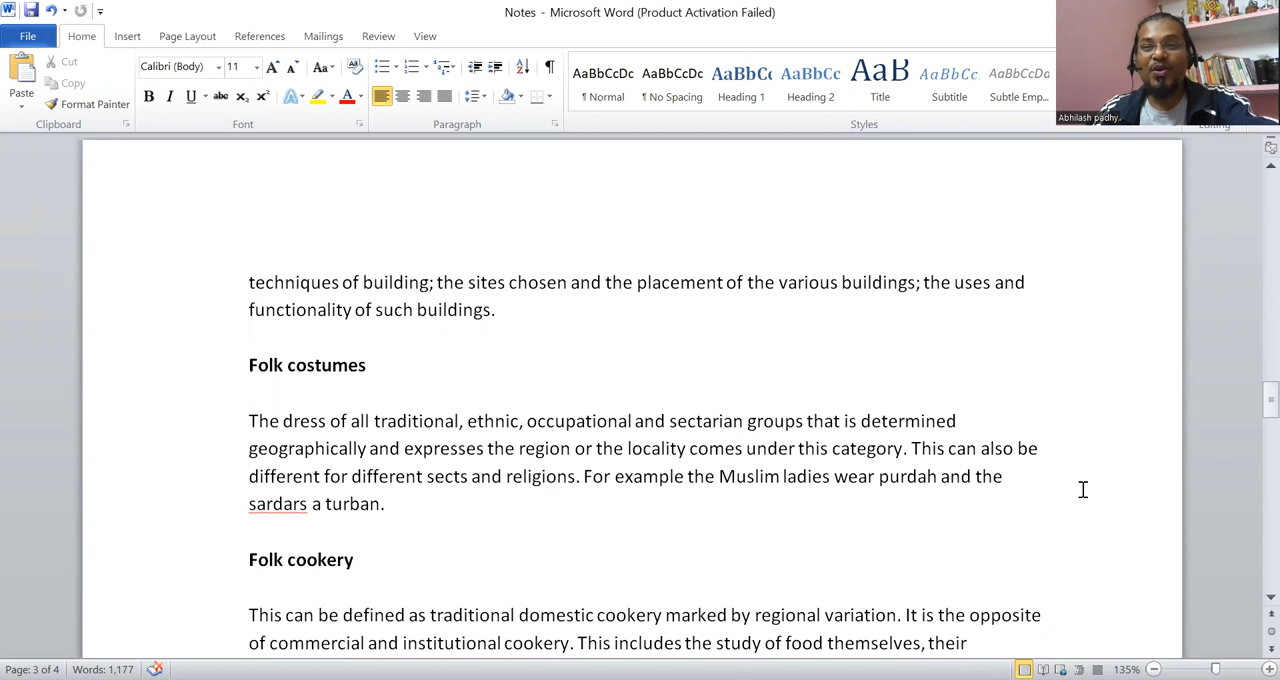 Notes - Microsoft Word (Product Activation Failed)
File Home Insert Page Layout References Mailings Review View
Paste
Cut
Copy
Format Painter
Clipboard
Calibri (Body) 11
Font
Paragraph
AaBbCcDc AaBbCcDc AaBbCc AaBbCc AaB AaBbCc. AaBbCcDa
¶ Normal ¶ No Spacing Heading 1 Heading 2 Title Subtitle Subtle Emp...
Styles
Abhilash padhy
techniques of building; the sites chosen and the placement of the various buildings; the uses and
functionality of such buildings.
Folk costumes
The dress of all traditional, ethnic, occupational and sectarian groups that is determined
geographically and expresses the region or the locality comes under this category. This can also be
different for different sects and religions. For example the Muslim ladies wear purdah and the
sardars a turban.
Folk cookery
This can be defined as traditional domestic cookery marked by regional variation. It is the opposite
of commercial and institutional cookery. This includes the study of food themselves, their
Page: 3 of 4 Words: 1,177 135%